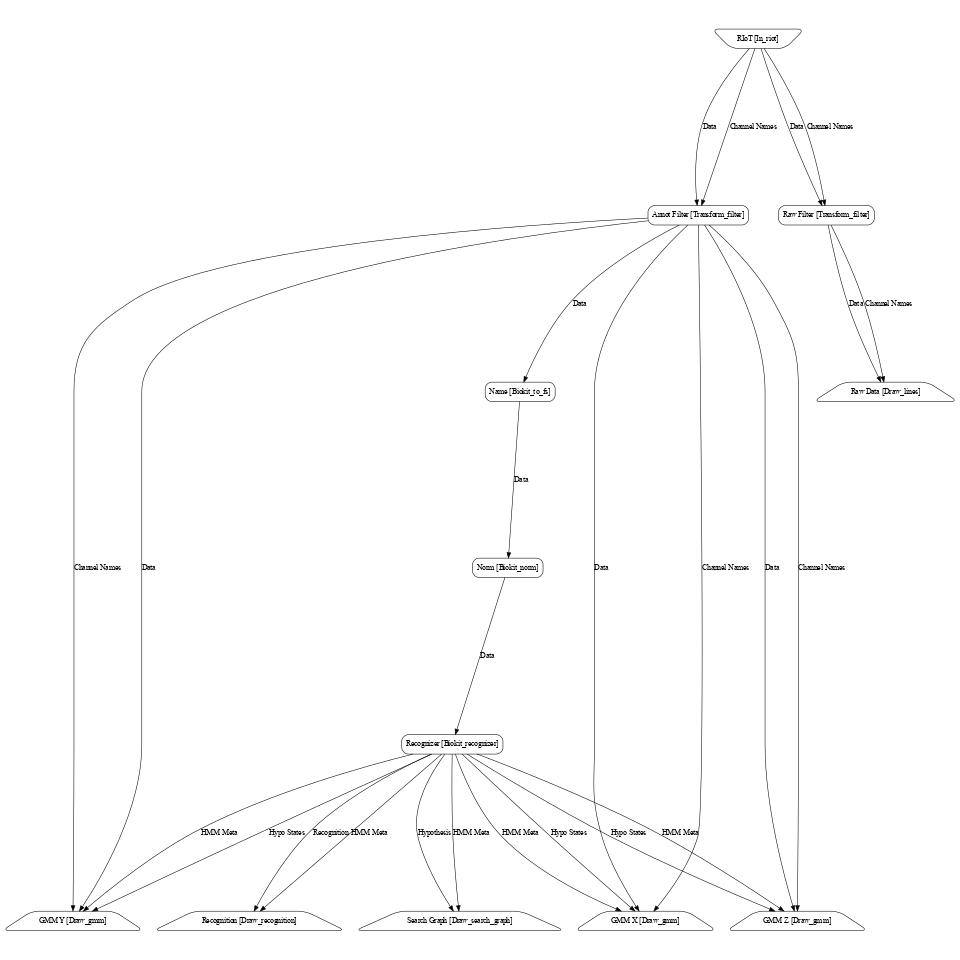 RIoT [In_riot]
Data
Channel Names
Data
Channel Names
Annot Filter [Transform_filter]
Raw Filter [Transform_filter]
Data
Data
Channel Names
Name [Biokit_to_fs]
Raw Data [Draw_lines]
Data
Channel Names
Data
Norm [Biokit_norm]
Data
Channel Names
Data
Channel Names
Data
Recognizer [Biokit_recognizer]
HMM Meta
Hypo States
Recognition
HMM Meta
Hypothesis
HMM Meta
HMM Meta
Hypo States
Hypo States
HMM Meta
GMM Y [Draw_gmm]
Recognition [Draw_recognition]
Search Graph [Draw_search_graph]
GMM X [Draw_gmm]
GMM Z [Draw_gmm]